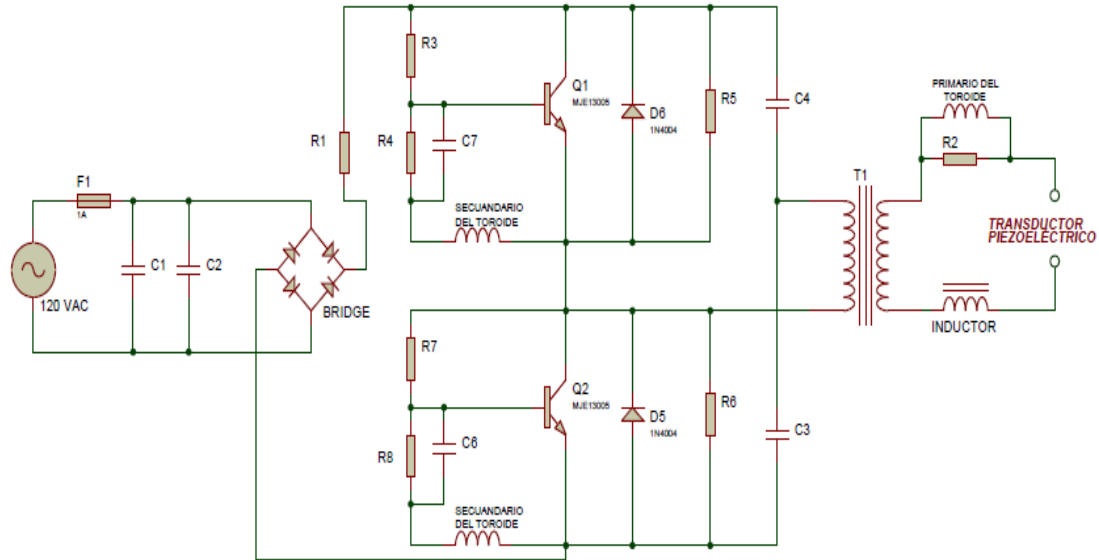 F1
1A
120 VAC
C1
C2
BRIDGE
R1
R3
R4
C7
SECUANDARIO
DEL TOROIDE
Q1
MJE13005
D6
1N4004
R5
C4
R7
R8
C6
SECUANDARIO
DEL TOROIDE
Q2
MJE13005
D5
1N4004
R6
C3
T1
PRIMARIO DEL
TOROIDE
R2
TRANSDUCTOR
PIEZOELÉCTRICO
INDUCTOR